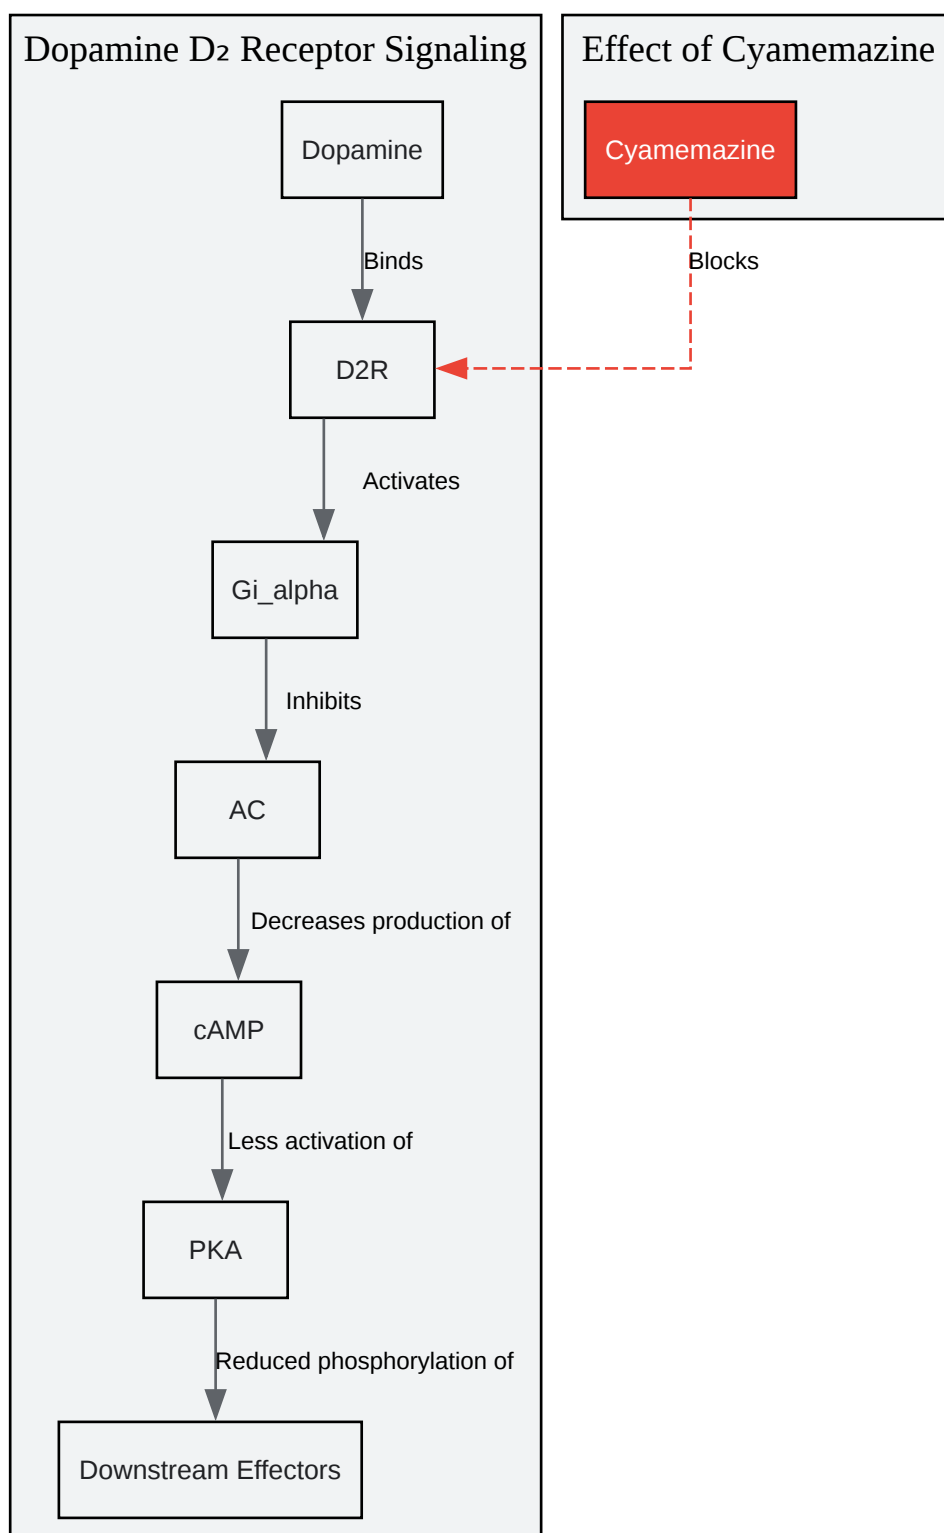 Dopamine D₂ Receptor Signaling
Effect of Cyamemazine
Dopamine
Cyamemazine
Binds
Blocks
D2R
Activates
Gi_alpha
Inhibits
AC
Decreases production of
cAMP
Less activation of
PKA
Reduced phosphorylation of
Downstream Effectors